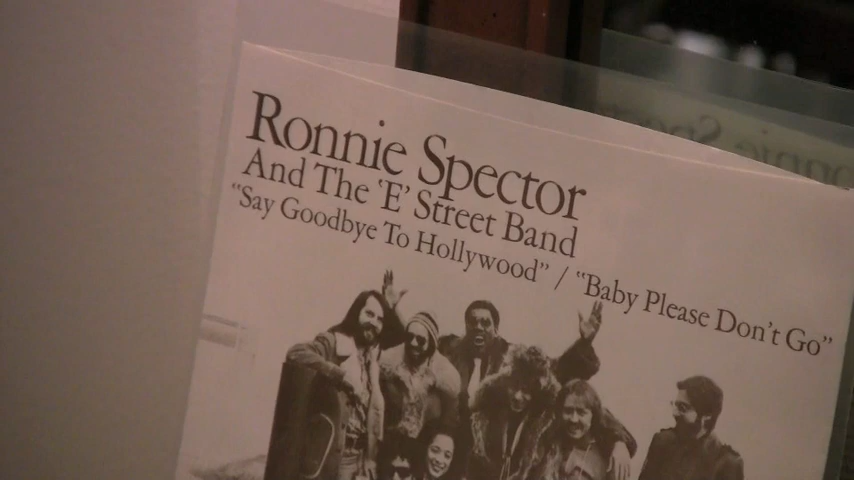 Ronnie Spector
And The 'E' Street Band
"Say Goodbye To Hollywood" / "Baby Please Don't Go"